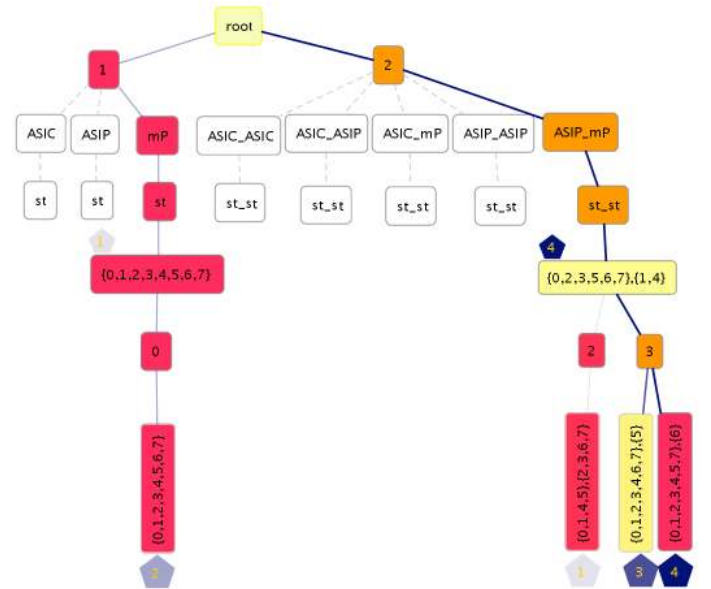 root
1
2
ASIC
ASIP
mP
ASIC_ASIC
ASIC_ASIP
ASIC_mP
ASIP_ASIP
ASIP_mP
st
st
st
st_st
st_st
st_st
st_st
st_st
1
4
{0,1,2,3,4,5,6,7}
{0,2,3,5,6,7},{1,4}
0
2
3
{0,1,2,3,4,5,6,7}
{0,1,4,5},{2,3,6,7}
{0,1,2,3,4,6,7},{5}
{0,1,2,3,4,5,7},{6}
2
1
3
4